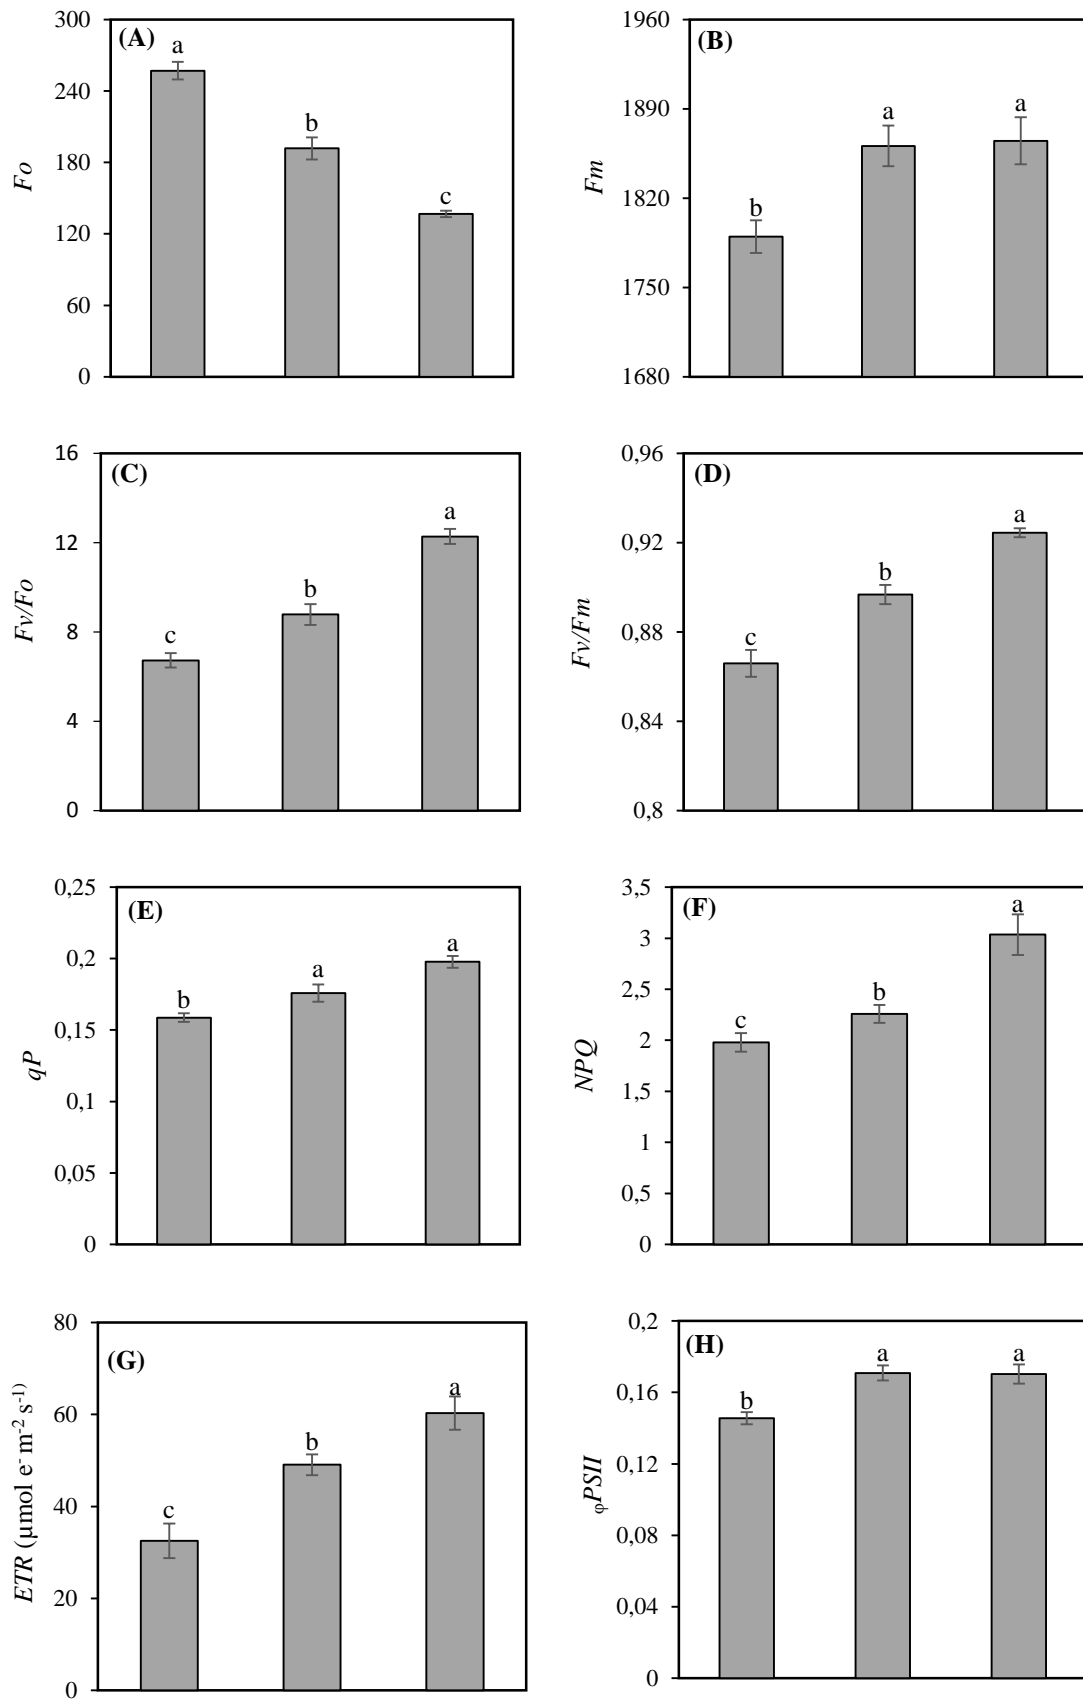 (A)
300
240
180
120
60
0
Fo
a
b
c
(B)
1960
1890
1820
1750
1680
Fm
b
a
a
(C)
16
12
8
4
0
Fv/Fo
c
b
a
(D)
0,96
0,92
0,88
0,84
0,8
Fv/Fm
c
b
a
(E)
0,25
0,2
0,15
0,1
0,05
0
qP
b
a
a
(F)
3,5
3
2,5
2
1,5
1
0,5
0
NPQ
c
b
a
(G)
80
60
40
20
0
ETR (µmol e⁻ m⁻² s⁻¹)
c
b
a
(H)
0,2
0,16
0,12
0,08
0,04
0
φPSII
b
a
a